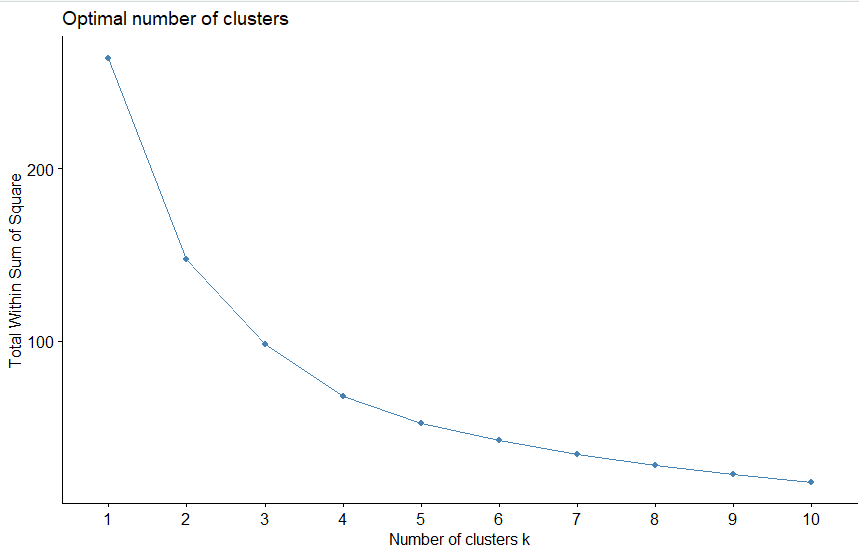 Optimal number of clusters
Total Within Sum of Square
200
100
1 2 3 4 5 6 7 8 9 10
Number of clusters k